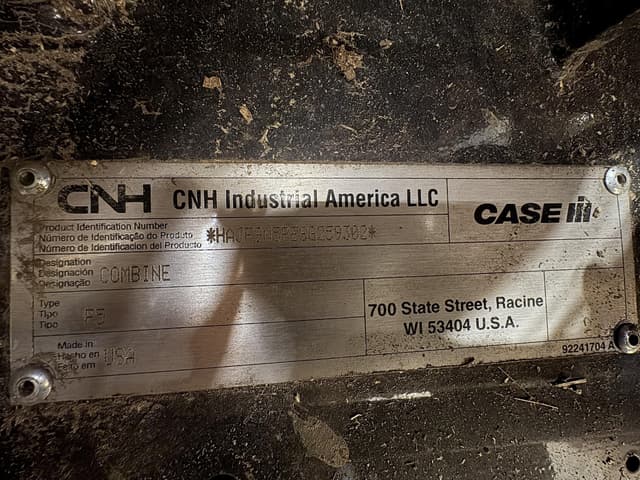 CNH CNH Industrial America LLC
CASE IH
Product Identification Number
Número de Identificação do Produto
Número de Identificacion del Producto
Designation
Designación COMBINE
Designação
Type
Tipo
Tipo
700 State Street, Racine
WI 53404 U.S.A.
Made in
Hecho en USA
Feito em
92241704 A